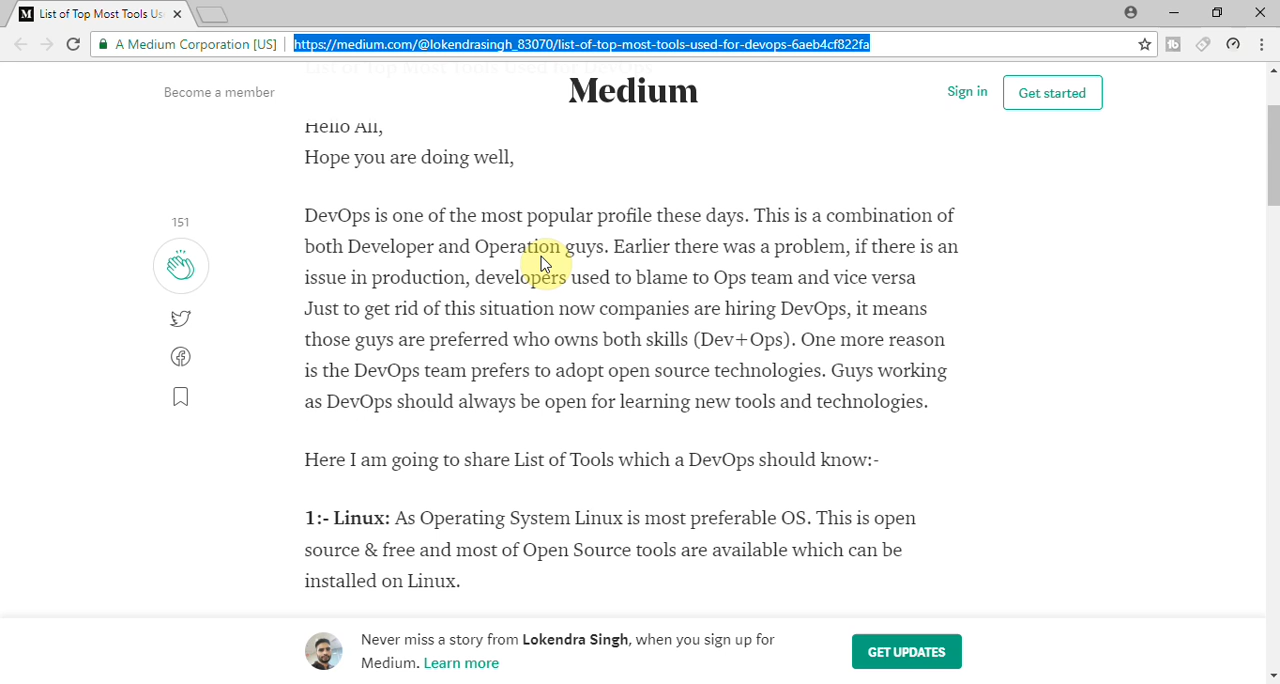 List of Top Most Tools Us
A Medium Corporation [US]
https://medium.com/@lokendrasingh_83070/list-of-top-most-tools-used-for-devops-6aeb4cf822fa
List of Top Most Tools Used for DevOps
Become a member
Medium
Sign in
Get started
Hello All,
Hope you are doing well,
151
DevOps is one of the most popular profile these days. This is a combination of
both Developer and Operation guys. Earlier there was a problem, if there is an
issue in production, developers used to blame to Ops team and vice versa
Just to get rid of this situation now companies are hiring DevOps, it means
those guys are preferred who owns both skills (Dev+Ops). One more reason
is the DevOps team prefers to adopt open source technologies. Guys working
as DevOps should always be open for learning new tools and technologies.
Here I am going to share List of Tools which a DevOps should know:-
1:- Linux: As Operating System Linux is most preferable OS. This is open
source & free and most of Open Source tools are available which can be
installed on Linux.
Never miss a story from Lokendra Singh, when you sign up for
Medium. Learn more
GET UPDATES